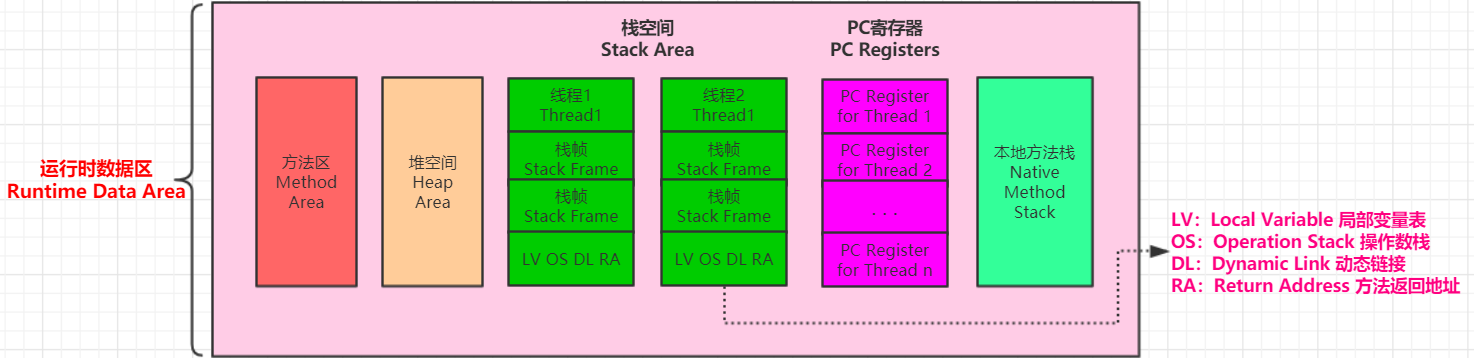 运行时数据区
Runtime Data Area
栈空间
Stack Area
PC寄存器
PC Registers
方法区
Method
Area
堆空间
Heap
Area
线程1
Thread1
栈帧
Stack Frame
栈帧
Stack Frame
LV OS DL RA
线程2
Thread1
栈帧
Stack Frame
栈帧
Stack Frame
LV OS DL RA
PC Register
for Thread 1
PC Register
for Thread 2
. . .
PC Register
for Thread n
本地方法栈
Native
Method
Stack
LV：Local Variable 局部变量表
OS：Operation Stack 操作数栈
DL：Dynamic Link 动态链接
RA：Return Address 方法返回地址